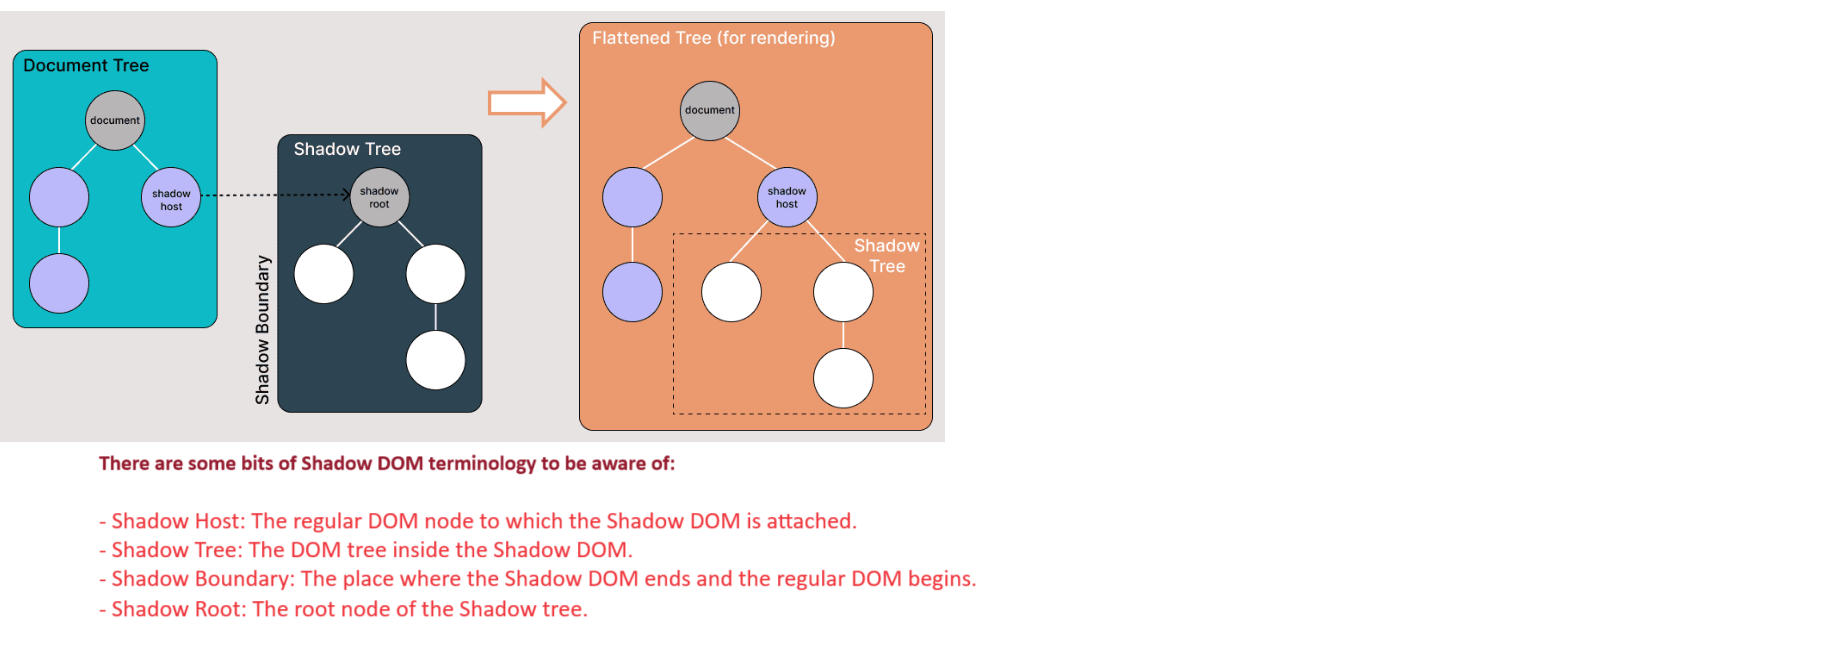 Document Tree
document
shadow
host
Shadow Boundary
Shadow Tree
shadow
root
Flattened Tree (for rendering)
document
shadow
host
Shadow
Tree
There are some bits of Shadow DOM terminology to be aware of:
- Shadow Host: The regular DOM node to which the Shadow DOM is attached.
- Shadow Tree: The DOM tree inside the Shadow DOM.
- Shadow Boundary: The place where the Shadow DOM ends and the regular DOM begins.
- Shadow Root: The root node of the Shadow tree.